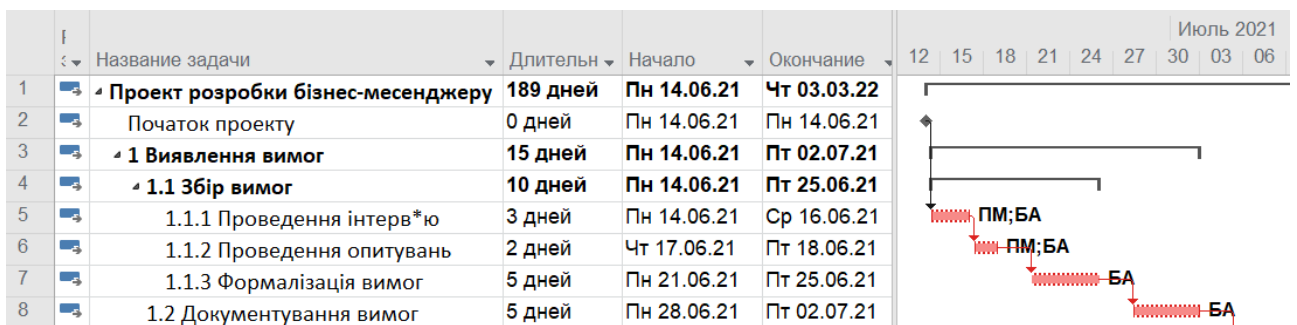 Июль 2021
Название задачи Длительн Начало Окончание 12 15 18 21 24 27 30 03 06
1 Проект розробки бізнес-месенджеру 189 дней Пн 14.06.21 Чт 03.03.22
2 Початок проекту 0 дней Пн 14.06.21 Пн 14.06.21
3 1 Виявлення вимог 15 дней Пн 14.06.21 Пт 02.07.21
4 1.1 Збір вимог 10 дней Пн 14.06.21 Пт 25.06.21
5 1.1.1 Проведення інтерв*ю 3 дней Пн 14.06.21 Ср 16.06.21 ПМ;БА
6 1.1.2 Проведення опитувань 2 дней Чт 17.06.21 Пт 18.06.21 ПМ;БА
7 1.1.3 Формалізація вимог 5 дней Пн 21.06.21 Пт 25.06.21 БА
8 1.2 Документування вимог 5 дней Пн 28.06.21 Пт 02.07.21 БА